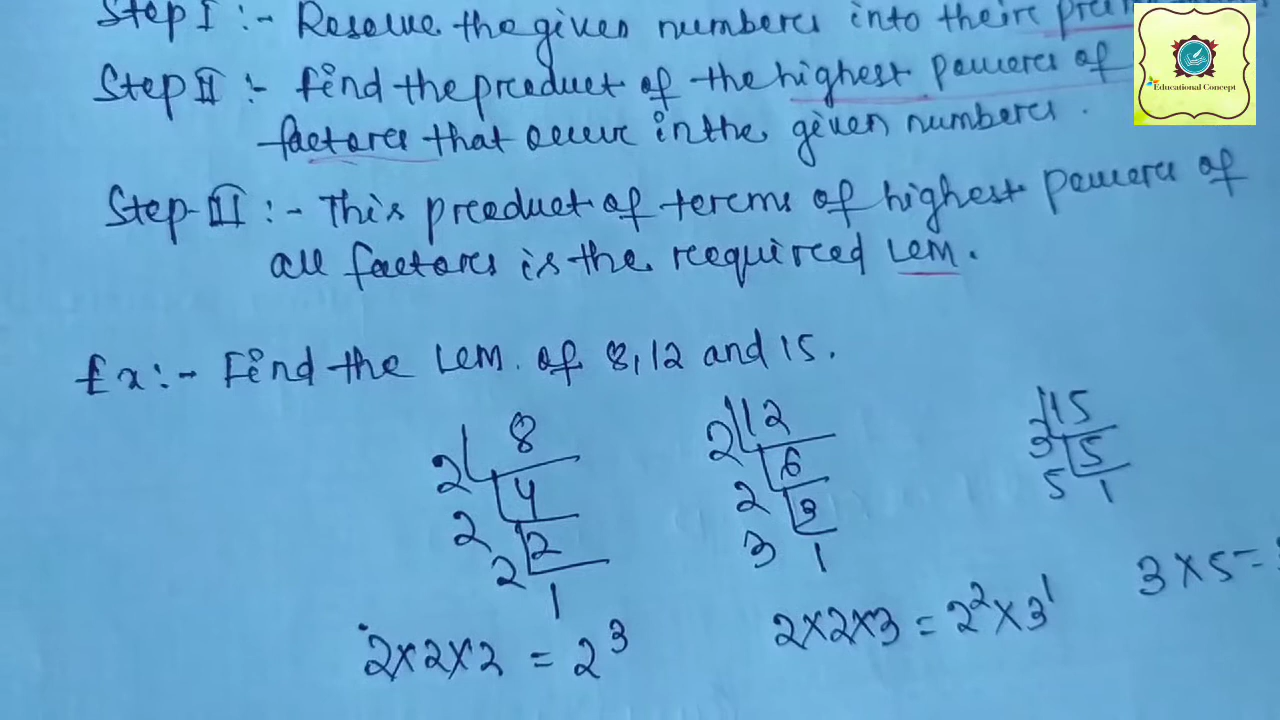 Step I :- Resolve the given numbers into their
Step II :- find the product of the highest powers of
factors that occur in the given numbers.
Step-III :- This product of terms of highest powers of
all factors is the required LCM.
Ex:- Find the LCM. of 8,12 and 15.
2 8
2 4
2 2
1
2 12
2 6
3 3
1
3 15
5 5
1
2×2×2 = 2³
2×2×3 = 2²×3¹
3×5=
Educational Concept